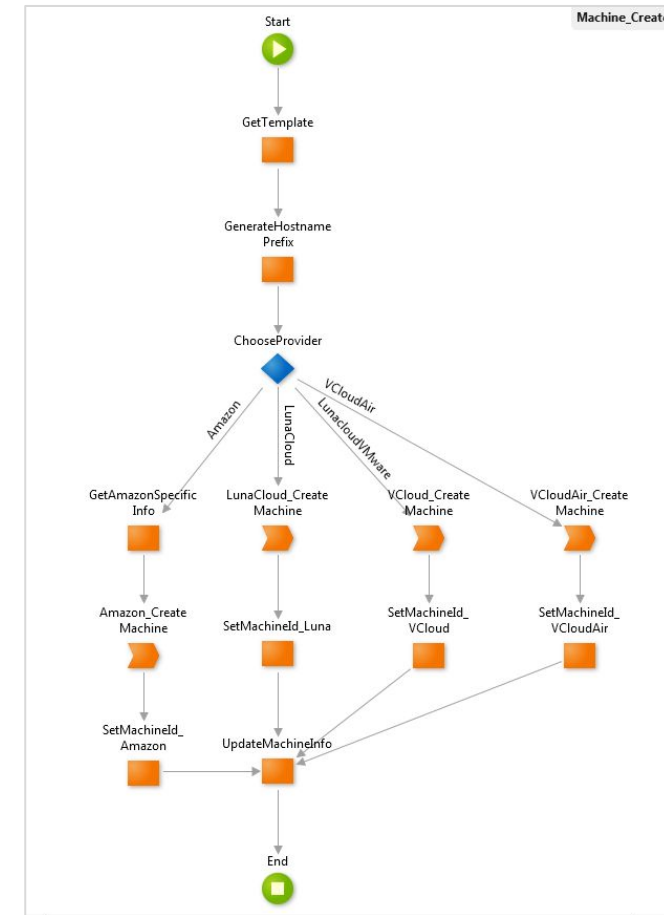 Machine_Create
Start
GetTemplate
GenerateHostname
Prefix
ChooseProvider
Amazon
LunaCloud
LunacloudVMware
VCloudAir
GetAmazonSpecific
Info
LunaCloud_Create
Machine
VCloud_Create
Machine
VCloudAir_Create
Machine
Amazon_Create
Machine
SetMachineId_Luna
SetMachineId_
VCloud
SetMachineId_
VCloudAir
SetMachineId_
Amazon
UpdateMachineInfo
End